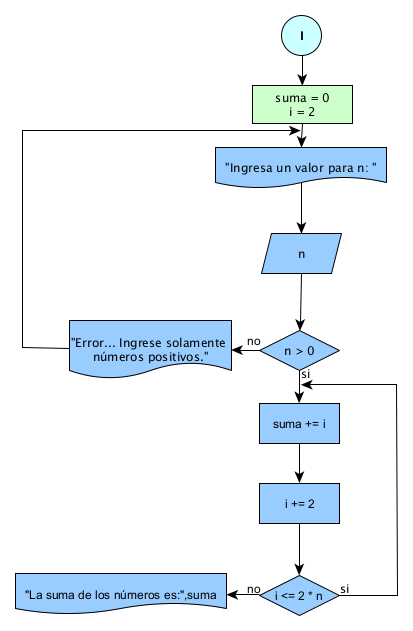 I
suma = 0
i = 2
"Ingresa un valor para n: "
n
n > 0
no
"Error... Ingrese solamente
números positivos."
si
suma += i
i += 2
i <= 2 * n
no
si
"La suma de los números es:",suma